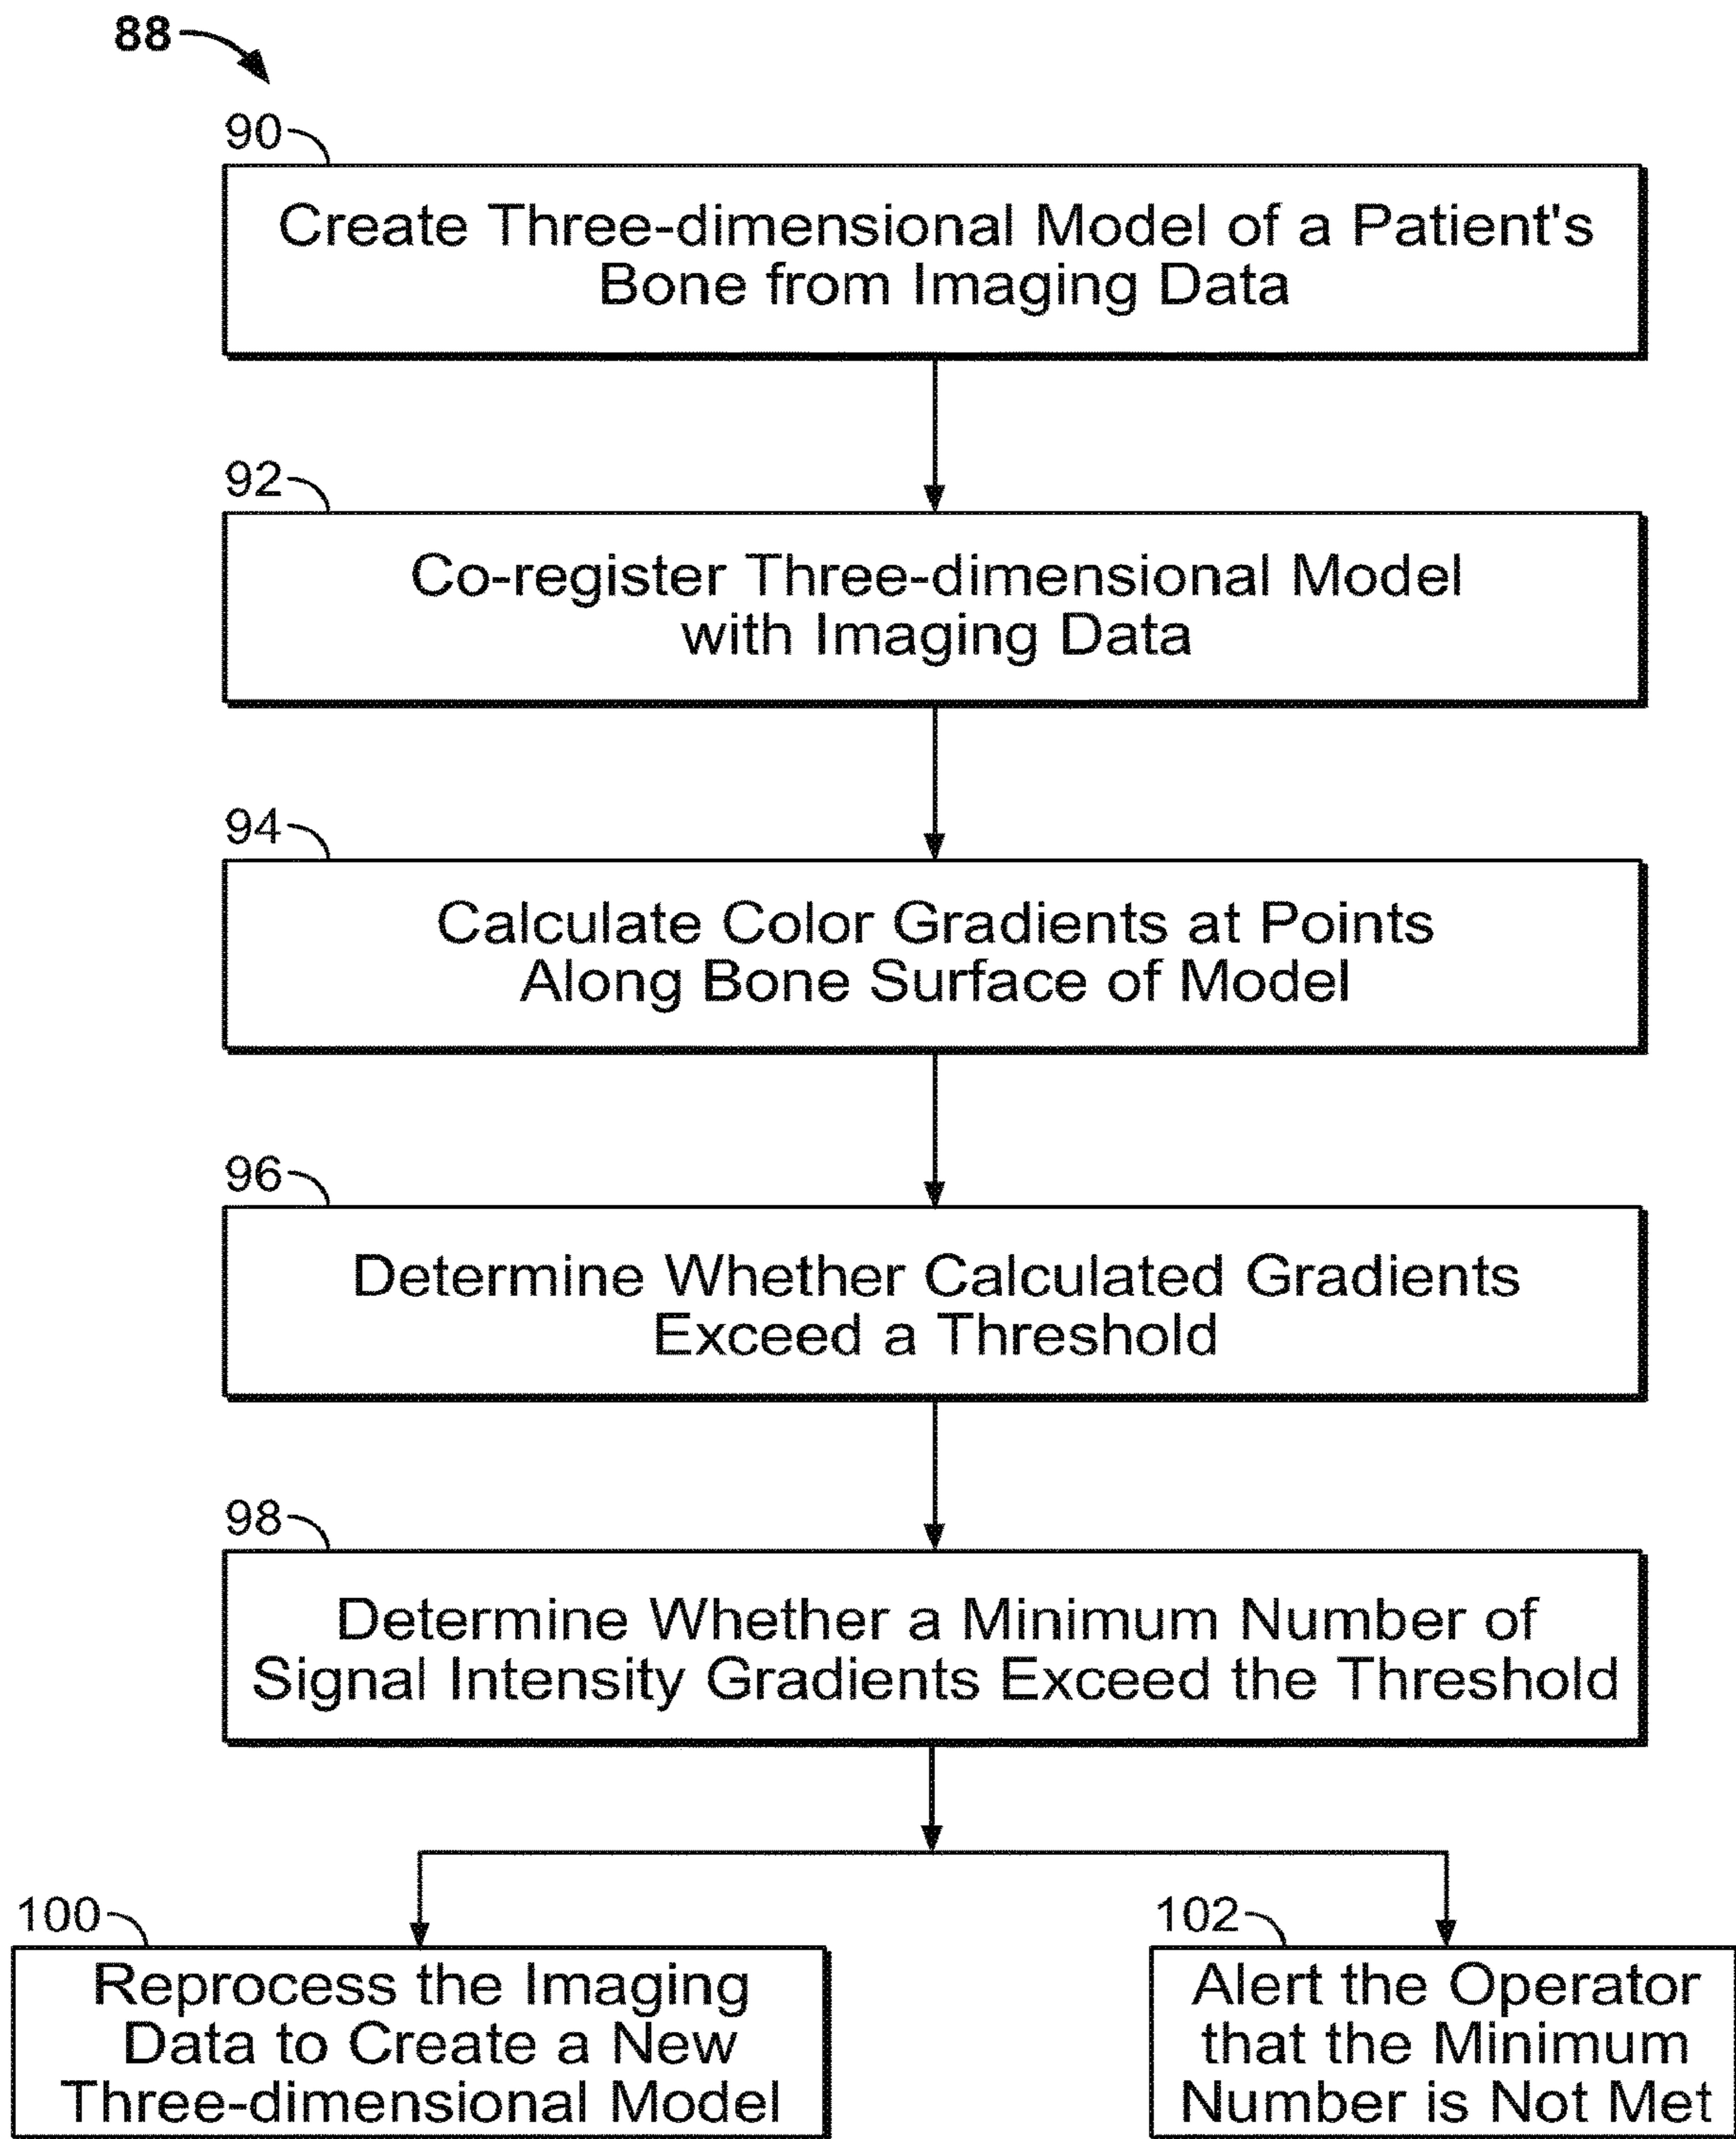 88
90
Create Three-dimensional Model of a Patient's
Bone from Imaging Data
92
Co-register Three-dimensional Model
with Imaging Data
94
Calculate Color Gradients at Points
Along Bone Surface of Model
96
Determine Whether Calculated Gradients
Exceed a Threshold
98
Determine Whether a Minimum Number of
Signal Intensity Gradients Exceed the Threshold
100
Reprocess the Imaging
Data to Create a New
Three-dimensional Model
102
Alert the Operator
that the Minimum
Number is Not Met